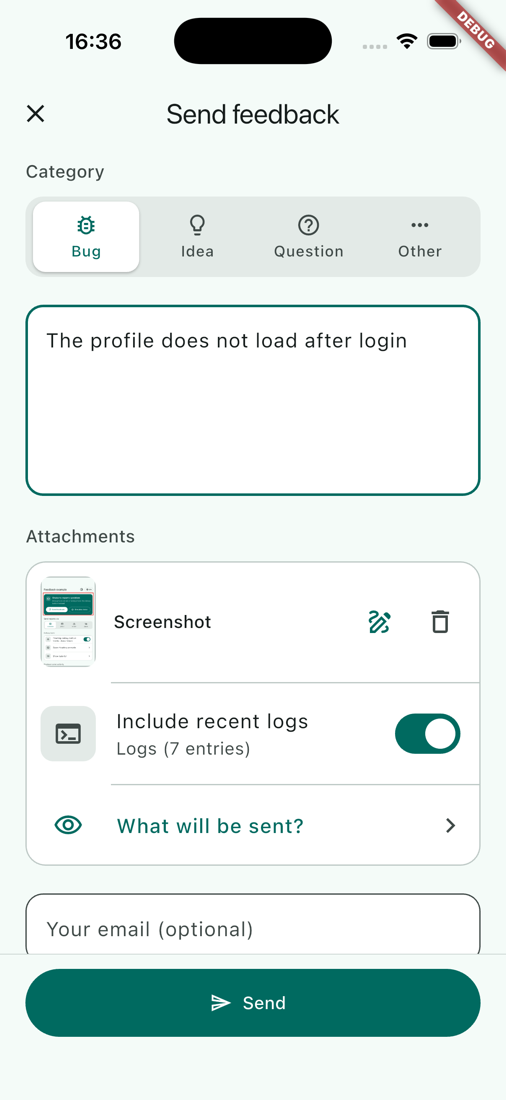 16:36
DEBUG
Send feedback
Category
Bug
Idea
Question
Other
The profile does not load after login
Attachments
Screenshot
Include recent logs
Logs (7 entries)
What will be sent?
Your email (optional)
Send